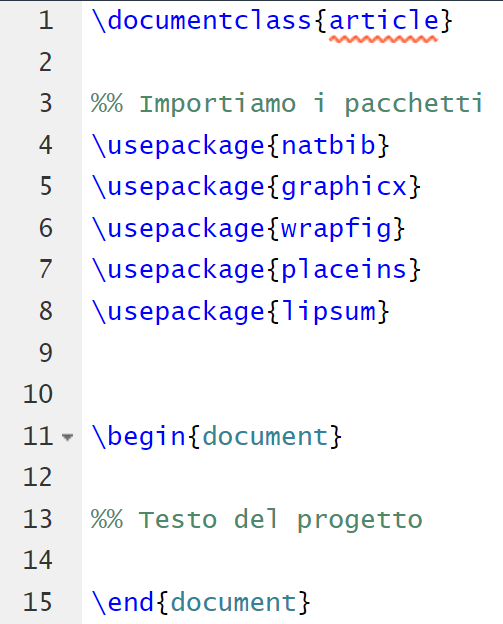 1 \documentclass{article}
2
3 %% Importiamo i pacchetti
4 \usepackage{natbib}
5 \usepackage{graphicx}
6 \usepackage{wrapfig}
7 \usepackage{placeins}
8 \usepackage{lipsum}
9
10
11 \begin{document}
12
13 %% Testo del progetto
14
15 \end{document}